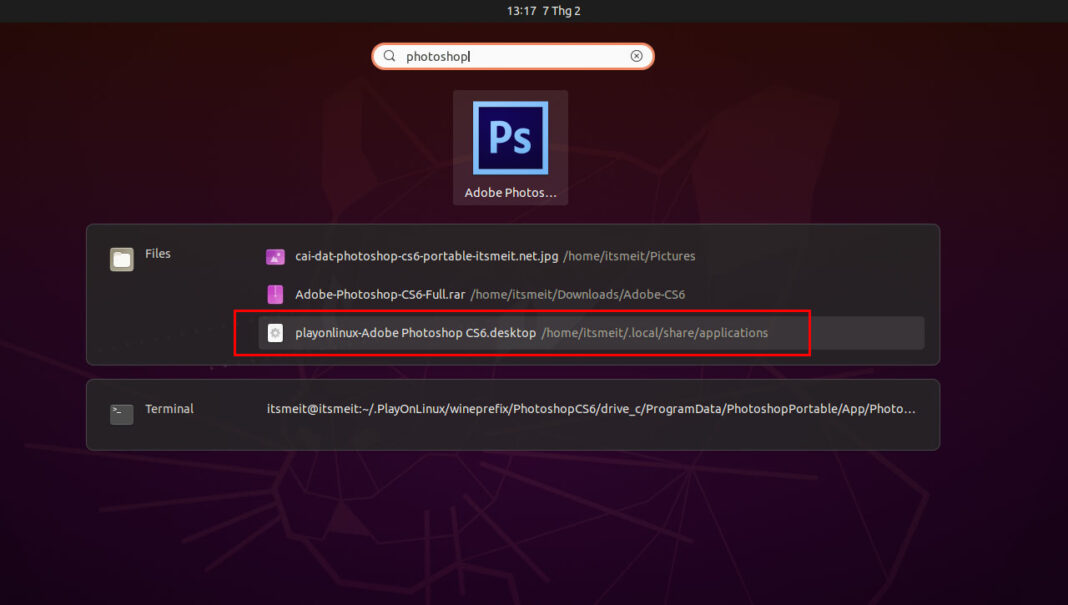 13:17 7 Thg 2
photoshop
Ps
Adobe Photos…
Files
cai-dat-photoshop-cs6-portable-itsmeit.net.jpg /home/itsmeit/Pictures
Adobe-Photoshop-CS6-Full.rar /home/itsmeit/Downloads/Adobe-CS6
playonlinux-Adobe Photoshop CS6.desktop /home/itsmeit/.local/share/applications
>_
Terminal
itsmeit@itsmeit:~/.PlayOnLinux/wineprefix/PhotoshopCS6/drive_c/ProgramData/PhotoshopPortable/App/Photo…